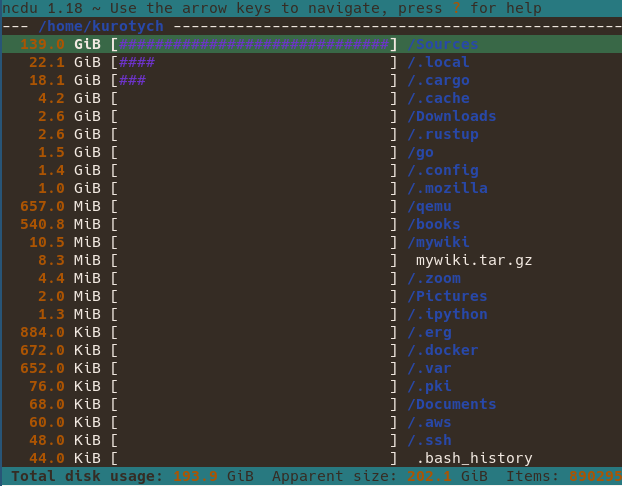 ncdu 1.18 ~ Use the arrow keys to navigate, press ? for help
--- /home/kurotych --------------------------------------------------
139.0 GiB [##############################] /Sources
22.1 GiB [#### ] /.local
18.1 GiB [### ] /.cargo
4.2 GiB [ ] /.cache
2.6 GiB [ ] /Downloads
2.6 GiB [ ] /.rustup
1.5 GiB [ ] /go
1.4 GiB [ ] /.config
1.0 GiB [ ] /.mozilla
657.0 MiB [ ] /qemu
540.8 MiB [ ] /books
10.5 MiB [ ] /mywiki
8.3 MiB [ ] mywiki.tar.gz
4.4 MiB [ ] /.zoom
2.0 MiB [ ] /Pictures
1.3 MiB [ ] /.ipython
884.0 KiB [ ] /.erg
672.0 KiB [ ] /.docker
652.0 KiB [ ] /.var
76.0 KiB [ ] /.pki
68.0 KiB [ ] /Documents
60.0 KiB [ ] /.aws
48.0 KiB [ ] /.ssh
44.0 KiB [ ] .bash_history
Total disk usage: 193.9 GiB Apparent size: GiB Items: